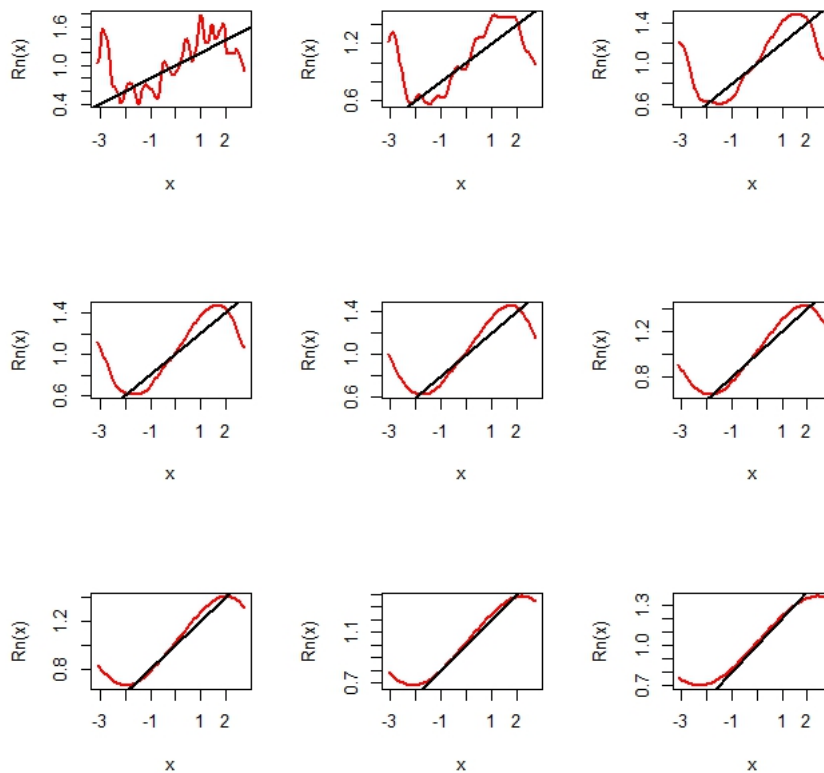 Rn(x)
0.4 1.0 1.6
-3 -1 1 2
x
Rn(x)
0.6 1.2
-3 -1 1 2
x
Rn(x)
0.6 1.0 1.4
-3 -1 1 2
x
Rn(x)
0.6 1.0 1.4
-3 -1 1 2
x
Rn(x)
0.6 1.0 1.4
-3 -1 1 2
x
Rn(x)
0.8 1.2
-3 -1 1 2
x
Rn(x)
0.8 1.2
-3 -1 1 2
x
Rn(x)
0.7 1.1
-3 -1 1 2
x
Rn(x)
0.7 1.0 1.3
-3 -1 1 2
x